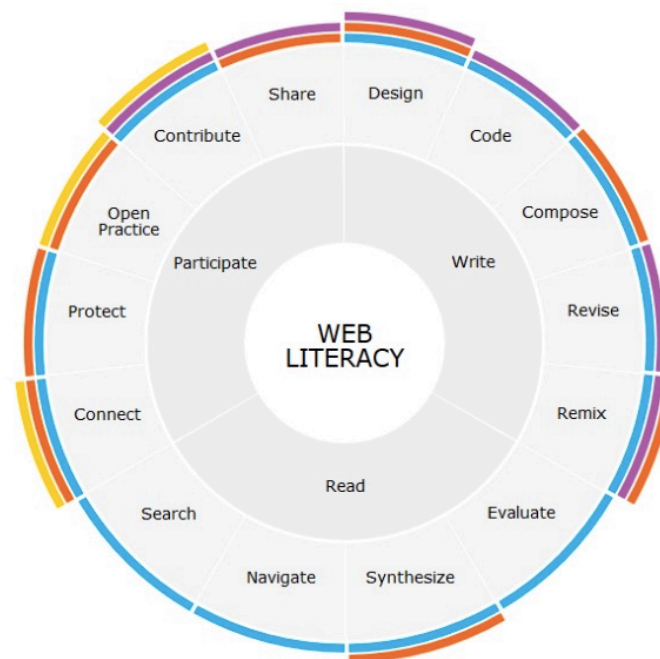 Share
Design
Contribute
Code
Open
Practice
Compose
Participate
Write
Protect
Revise
WEB
LITERACY
Connect
Remix
Read
Search
Evaluate
Navigate
Synthesize